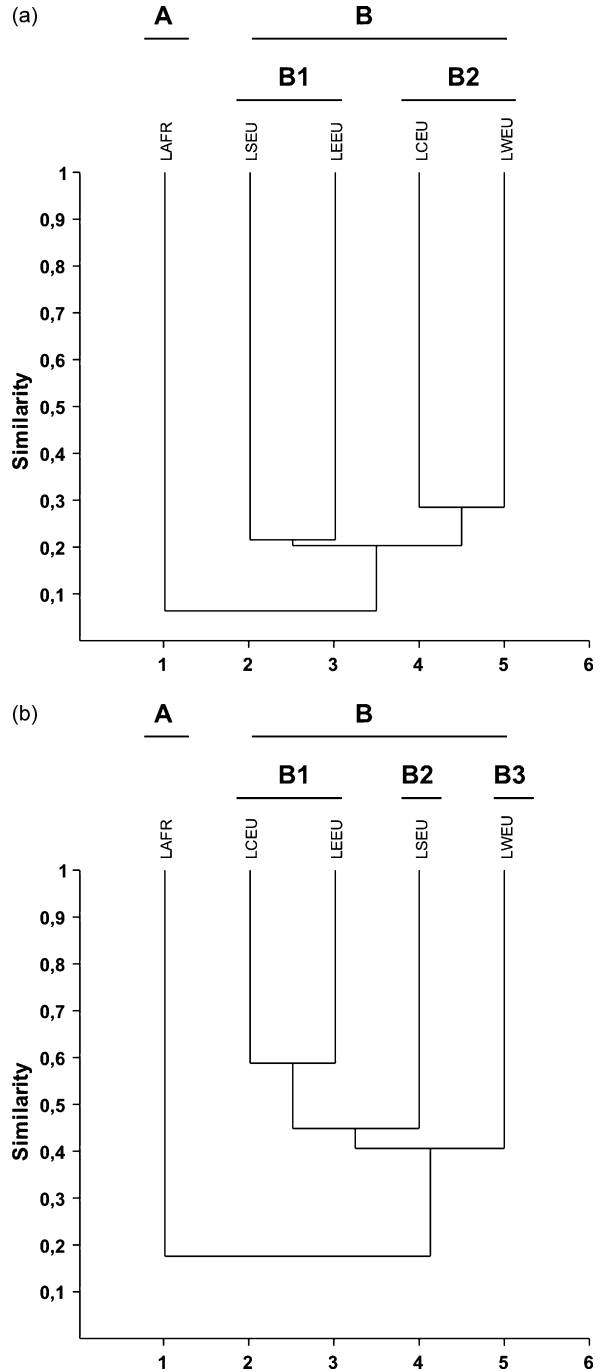 (a)
A B
B1 B2
LAFR LSEU LEEU LCEU LWEU
1
0,9
0,8
0,7
0,6
0,5
0,4
0,3
0,2
0,1
Similarity
1 2 3 4 5 6
(b)
A B
B1 B2 B3
LAFR LCEU LEEU LSEU LWEU
1
0,9
0,8
0,7
0,6
0,5
0,4
0,3
0,2
0,1
Similarity
1 2 3 4 5 6